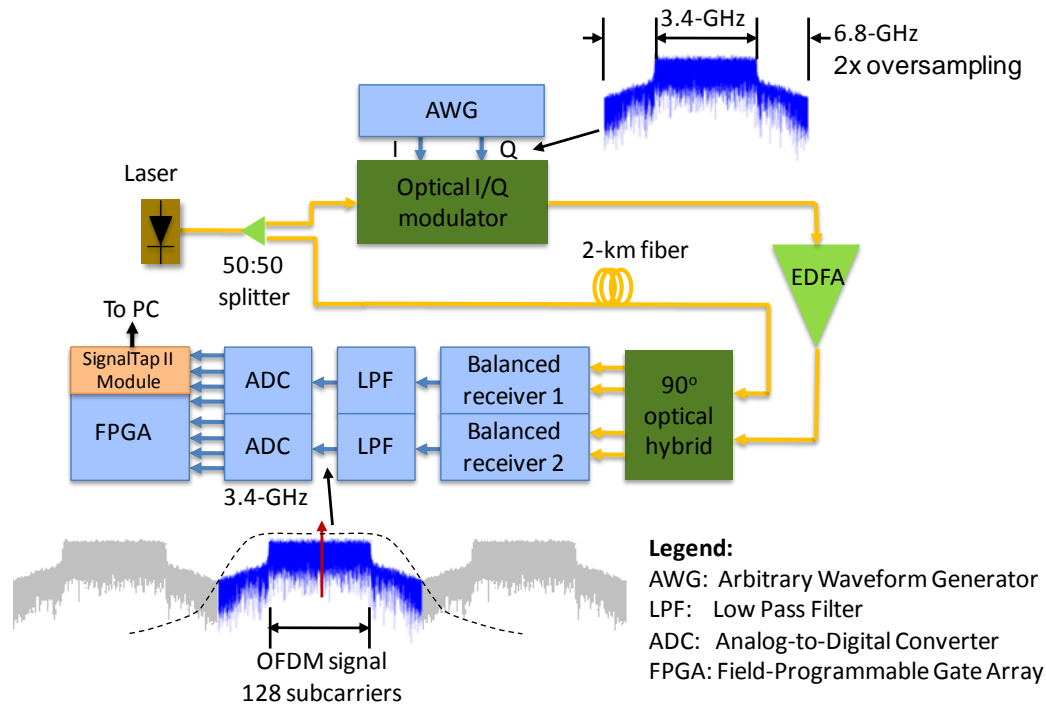 3.4-GHz
6.8-GHz
2x oversampling
AWG
I
Q
Laser
Optical I/Q
modulator
50:50
splitter
2-km fiber
EDFA
To PC
SignalTap II
Module
FPGA
ADC
LPF
Balanced
receiver 1
90o
optical
hybrid
ADC
LPF
Balanced
receiver 2
3.4-GHz
OFDM signal
128 subcarriers
Legend:
AWG: Arbitrary Waveform Generator
LPF: Low Pass Filter
ADC: Analog-to-Digital Converter
FPGA: Field-Programmable Gate Array